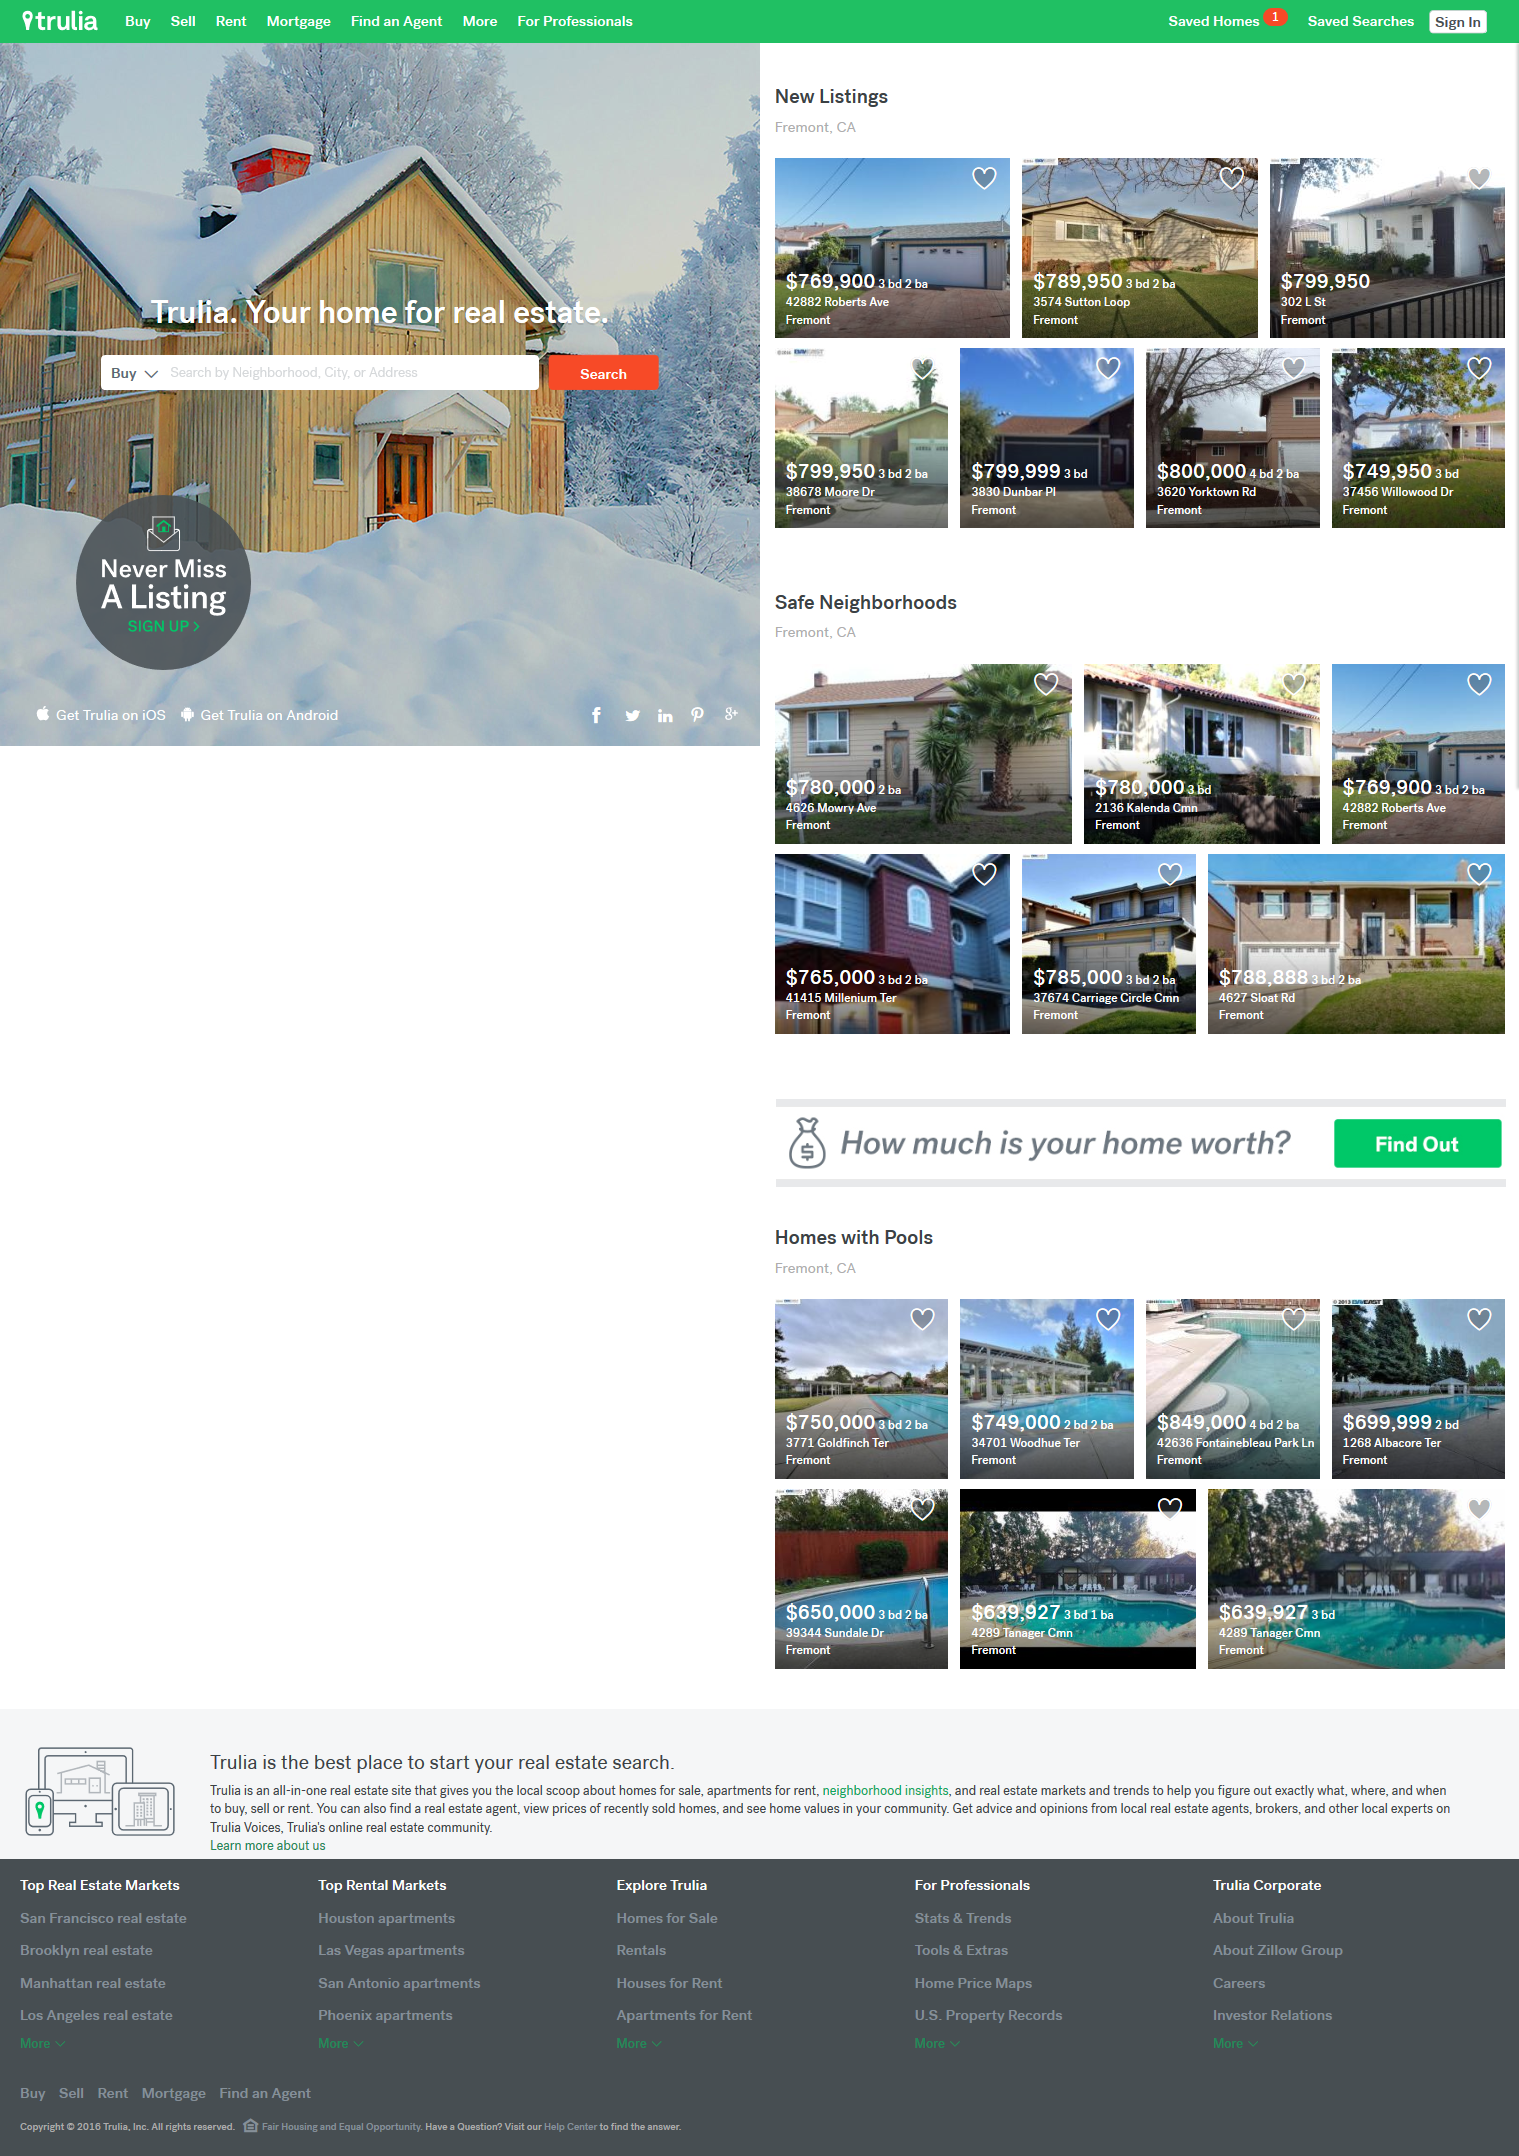 trulia Buy Sell Rent Mortgage Find an Agent More For Professionals Saved Homes 1 Saved Searches Sign In
Trulia. Your home for real estate.
Buy Search by Neighborhood, City, or Address Search
Never Miss
A Listing
SIGN UP >
Get Trulia on iOS Get Trulia on Android
New Listings
Fremont, CA
$769,900 3 bd 2 ba
42882 Roberts Ave
Fremont
$789,950 3 bd 2 ba
3574 Sutton Loop
Fremont
$799,950
302 L St
Fremont
$799,950 3 bd 2 ba
38678 Moore Dr
Fremont
$799,999 3 bd
3830 Dunbar Pl
Fremont
$800,000 4 bd 2 ba
3620 Yorktown Rd
Fremont
$749,950 3 bd
37456 Willowood Dr
Fremont
Safe Neighborhoods
Fremont, CA
$780,000 2 ba
4626 Mowry Ave
Fremont
$780,000 3 bd
2136 Kalenda Cmn
Fremont
$769,900 3 bd 2 ba
42882 Roberts Ave
Fremont
$765,000 3 bd 2 ba
41415 Millenium Ter
Fremont
$785,000 3 bd 2 ba
37674 Carriage Circle Cmn
Fremont
$788,888 3 bd 2 ba
4627 Sloat Rd
Fremont
How much is your home worth? Find Out
Homes with Pools
Fremont, CA
$750,000 3 bd 2 ba
3771 Goldfinch Ter
Fremont
$749,000 2 bd 2 ba
34701 Woodhue Ter
Fremont
$849,000 4 bd 2 ba
42636 Fontainebleau Park Ln
Fremont
© 2013 BAYEAST
$699,999 2 bd
1268 Albacore Ter
Fremont
$650,000 3 bd 2 ba
39344 Sundale Dr
Fremont
$639,927 3 bd 1 ba
4289 Tanager Cmn
Fremont
$639,927 3 bd
4289 Tanager Cmn
Fremont
Trulia is the best place to start your real estate search.
Trulia is an all-in-one real estate site that gives you the local scoop about homes for sale, apartments for rent, neighborhood insights, and real estate markets and trends to help you figure out exactly what, where, and when
to buy, sell or rent. You can also find a real estate agent, view prices of recently sold homes, and see home values in your community. Get advice and opinions from local real estate agents, brokers, and other local experts on
Trulia Voices, Trulia's online real estate community.
Learn more about us
Top Real Estate Markets Top Rental Markets Explore Trulia For Professionals Trulia Corporate
San Francisco real estate Houston apartments Homes for Sale Stats & Trends About Trulia
Brooklyn real estate Las Vegas apartments Rentals Tools & Extras About Zillow Group
Manhattan real estate San Antonio apartments Houses for Rent Home Price Maps Careers
Los Angeles real estate Phoenix apartments Apartments for Rent U.S. Property Records Investor Relations
More More More More More
Buy Sell Rent Mortgage Find an Agent
Copyright © 2016 Trulia, Inc. All rights reserved. Fair Housing and Equal Opportunity. Have a Question? Visit our Help Center to find the answer.